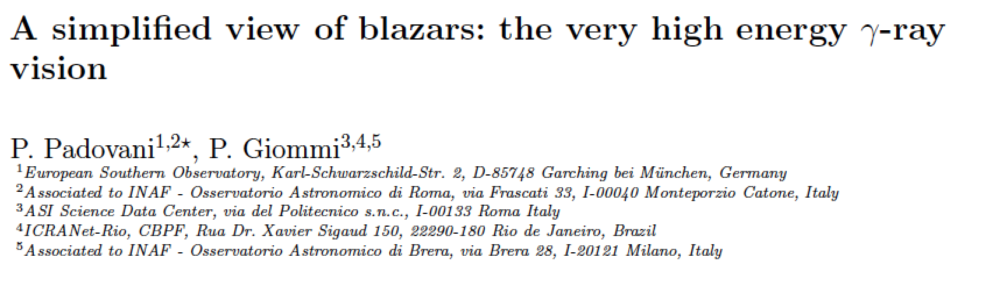 A simplified view of blazars: the very high energy γ-ray
vision
P. Padovani1,2⋆, P. Giommi3,4,5
1European Southern Observatory, Karl-Schwarzschild-Str. 2, D-85748 Garching bei München, Germany
2Associated to INAF - Osservatorio Astronomico di Roma, via Frascati 33, I-00040 Monteporzio Catone, Italy
3ASI Science Data Center, via del Politecnico s.n.c., I-00133 Roma Italy
4ICRANet-Rio, CBPF, Rua Dr. Xavier Sigaud 150, 22290-180 Rio de Janeiro, Brazil
5Associated to INAF - Osservatorio Astronomico di Brera, via Brera 28, I-20121 Milano, Italy